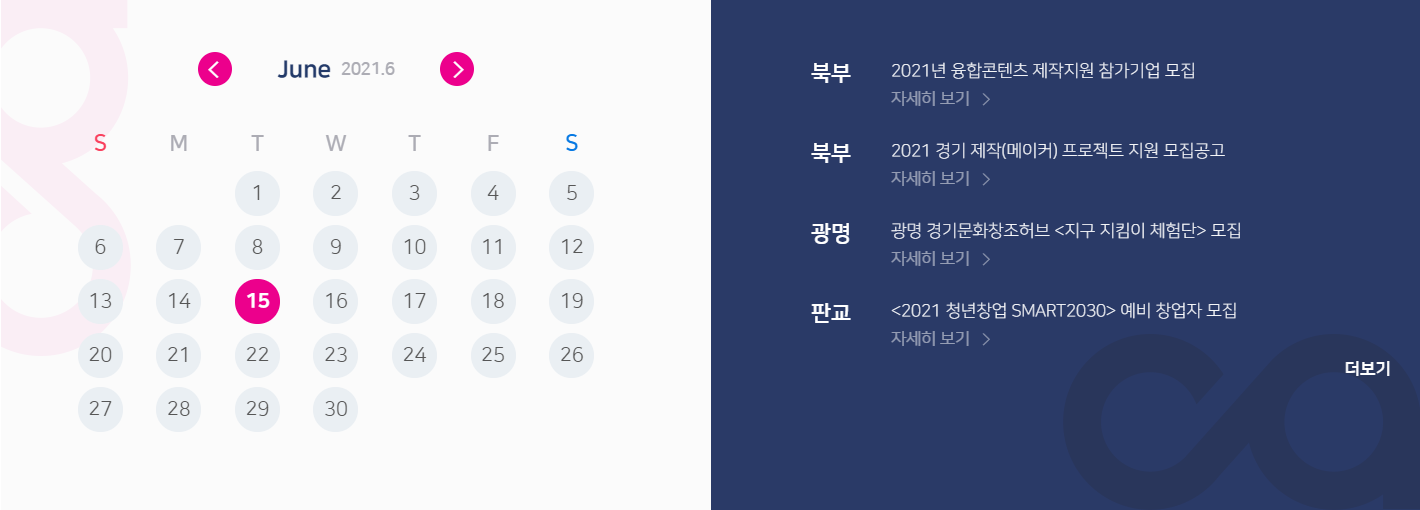 June 2021.6
S M T W T F S
1 2 3 4 5
6 7 8 9 10 11 12
13 14 15 16 17 18 19
20 21 22 23 24 25 26
27 28 29 30
북부 2021년 융합콘텐츠 제작지원 참가기업 모집
자세히 보기
북부 2021 경기 제작(메이커) 프로젝트 지원 모집공고
자세히 보기
광명 광명 경기문화창조허브 <지구 지킴이 체험단> 모집
자세히 보기
판교 <2021 청년창업 SMART2030> 예비 창업자 모집
자세히 보기
더보기